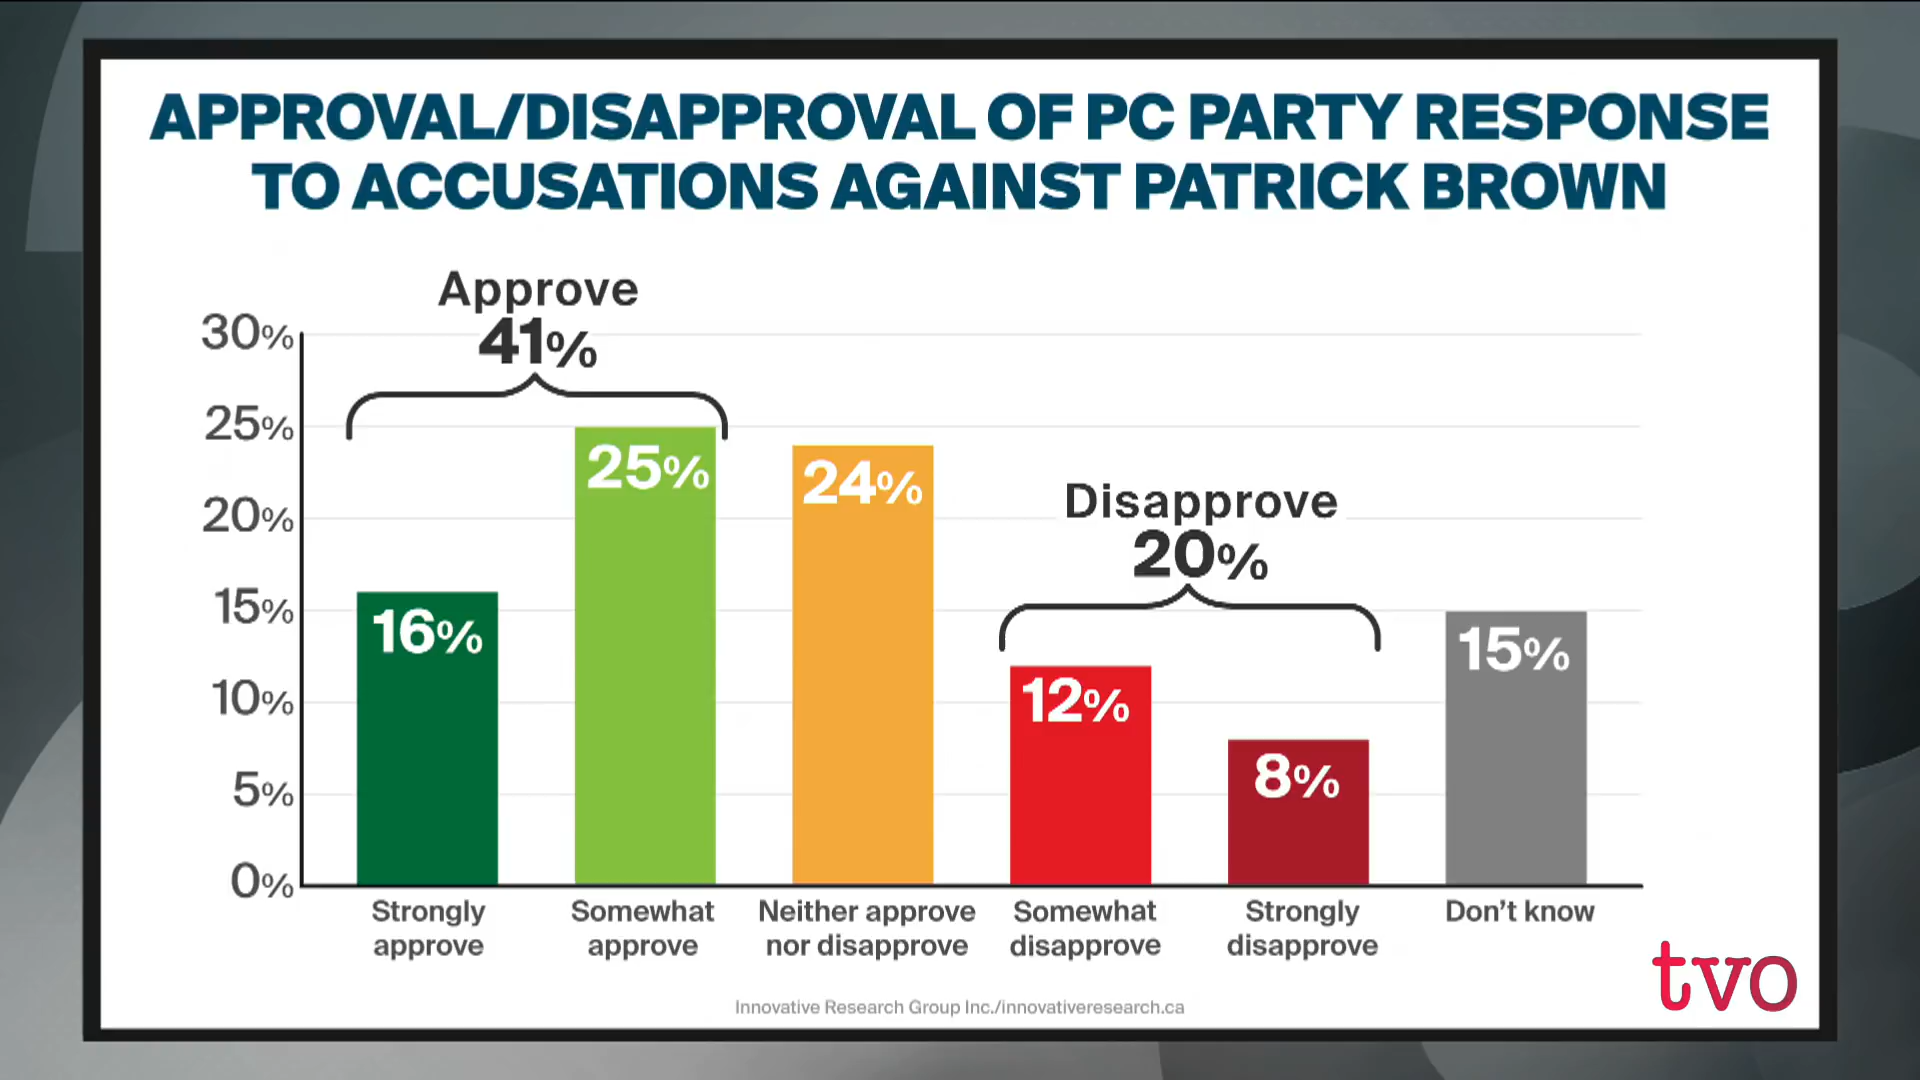 APPROVAL/DISAPPROVAL OF PC PARTY RESPONSE
TO ACCUSATIONS AGAINST PATRICK BROWN
Approve
41%
30%
25%
20%
15%
10%
5%
0%
16%
25%
24%
Disapprove
20%
12%
8%
15%
Strongly
approve
Somewhat
approve
Neither approve
nor disapprove
Somewhat
disapprove
Strongly
disapprove
Don't know
tvo
Innovative Research Group Inc./innovativeresearch.ca